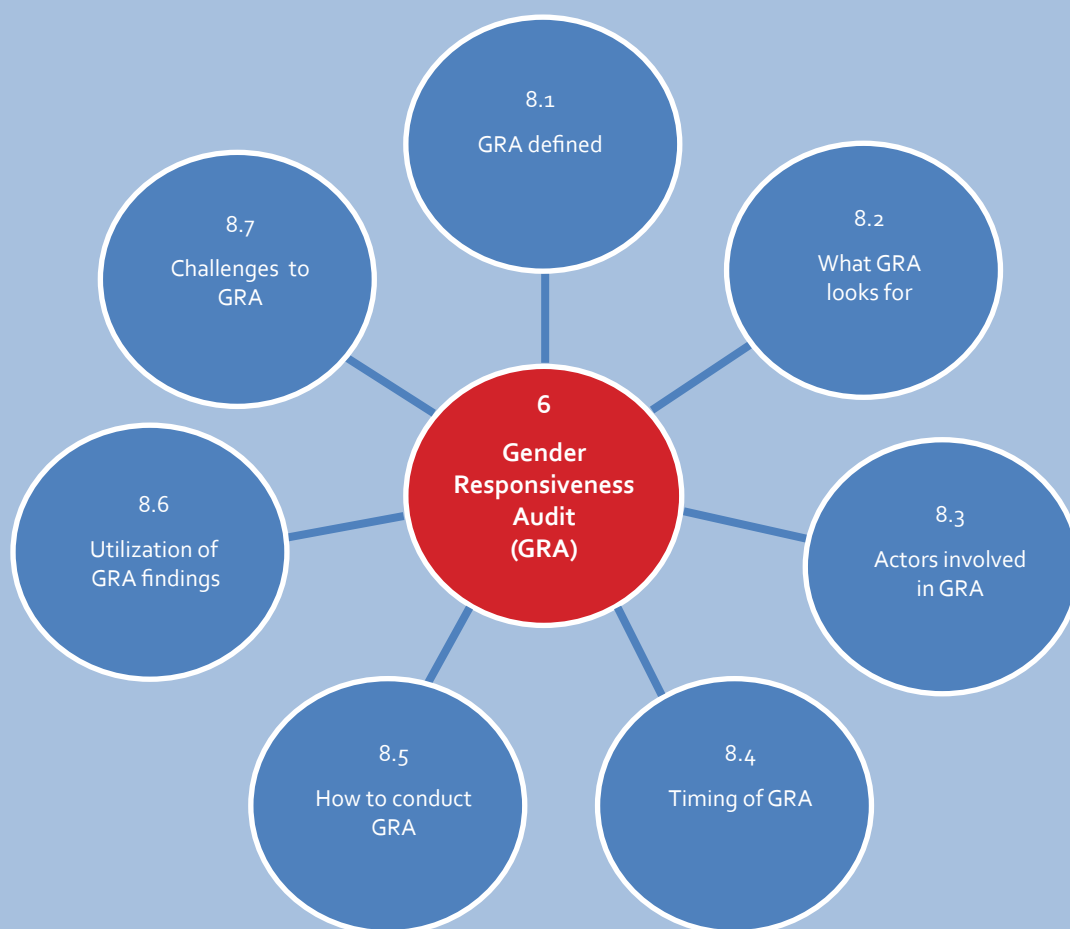 8.1
GRA defined
8.2
What GRA
looks for
8.3
Actors involved
in GRA
8.4
Timing of GRA
8.5
How to conduct
GRA
8.6
Utilization of
GRA findings
8.7
Challenges to
GRA
6
Gender
Responsiveness
Audit
(GRA)